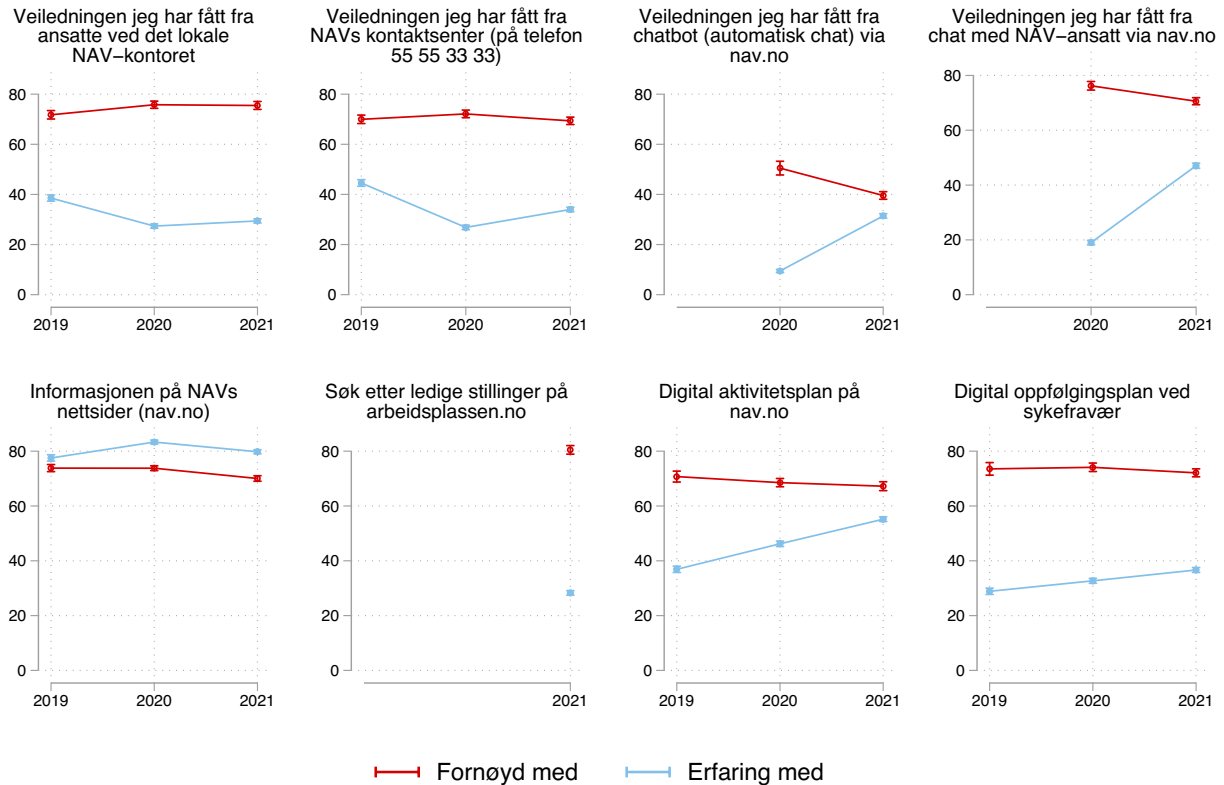 Veiledningen jeg har fått fra
ansatte ved det lokale
NAV−kontoret
80
60
40
20
0
2019
2020
2021
Veiledningen jeg har fått fra
NAVs kontaktsenter (på telefon
55 55 33 33)
80
60
40
20
0
2019
2020
2021
Veiledningen jeg har fått fra
chatbot (automatisk chat) via
nav.no
80
60
40
20
0
2020
2021
Veiledningen jeg har fått fra
chat med NAV−ansatt via nav.no
80
60
40
20
0
2020
2021
Informasjonen på NAVs
nettsider (nav.no)
80
60
40
20
0
2019
2020
2021
Søk etter ledige stillinger på
arbeidsplassen.no
80
60
40
20
0
2021
Digital aktivitetsplan på
nav.no
80
60
40
20
0
2019
2020
2021
Digital oppfølgingsplan ved
sykefravær
80
60
40
20
0
2019
2020
2021
Fornøyd med
Erfaring med